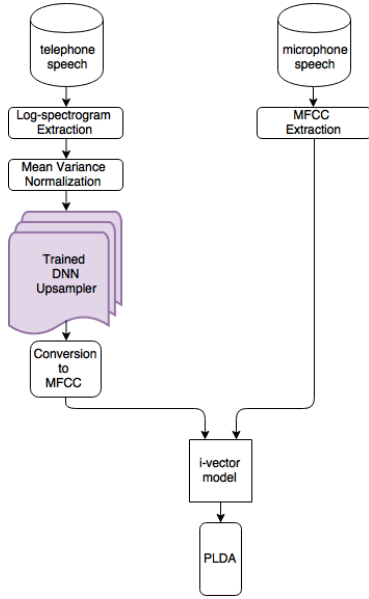 telephone
speech
microphone
speech
Log-spectrogram
Extraction
MFCC
Extraction
Mean Variance
Normalization
Trained
DNN
Upsampler
Conversion
to
MFCC
i-vector
model
PLDA